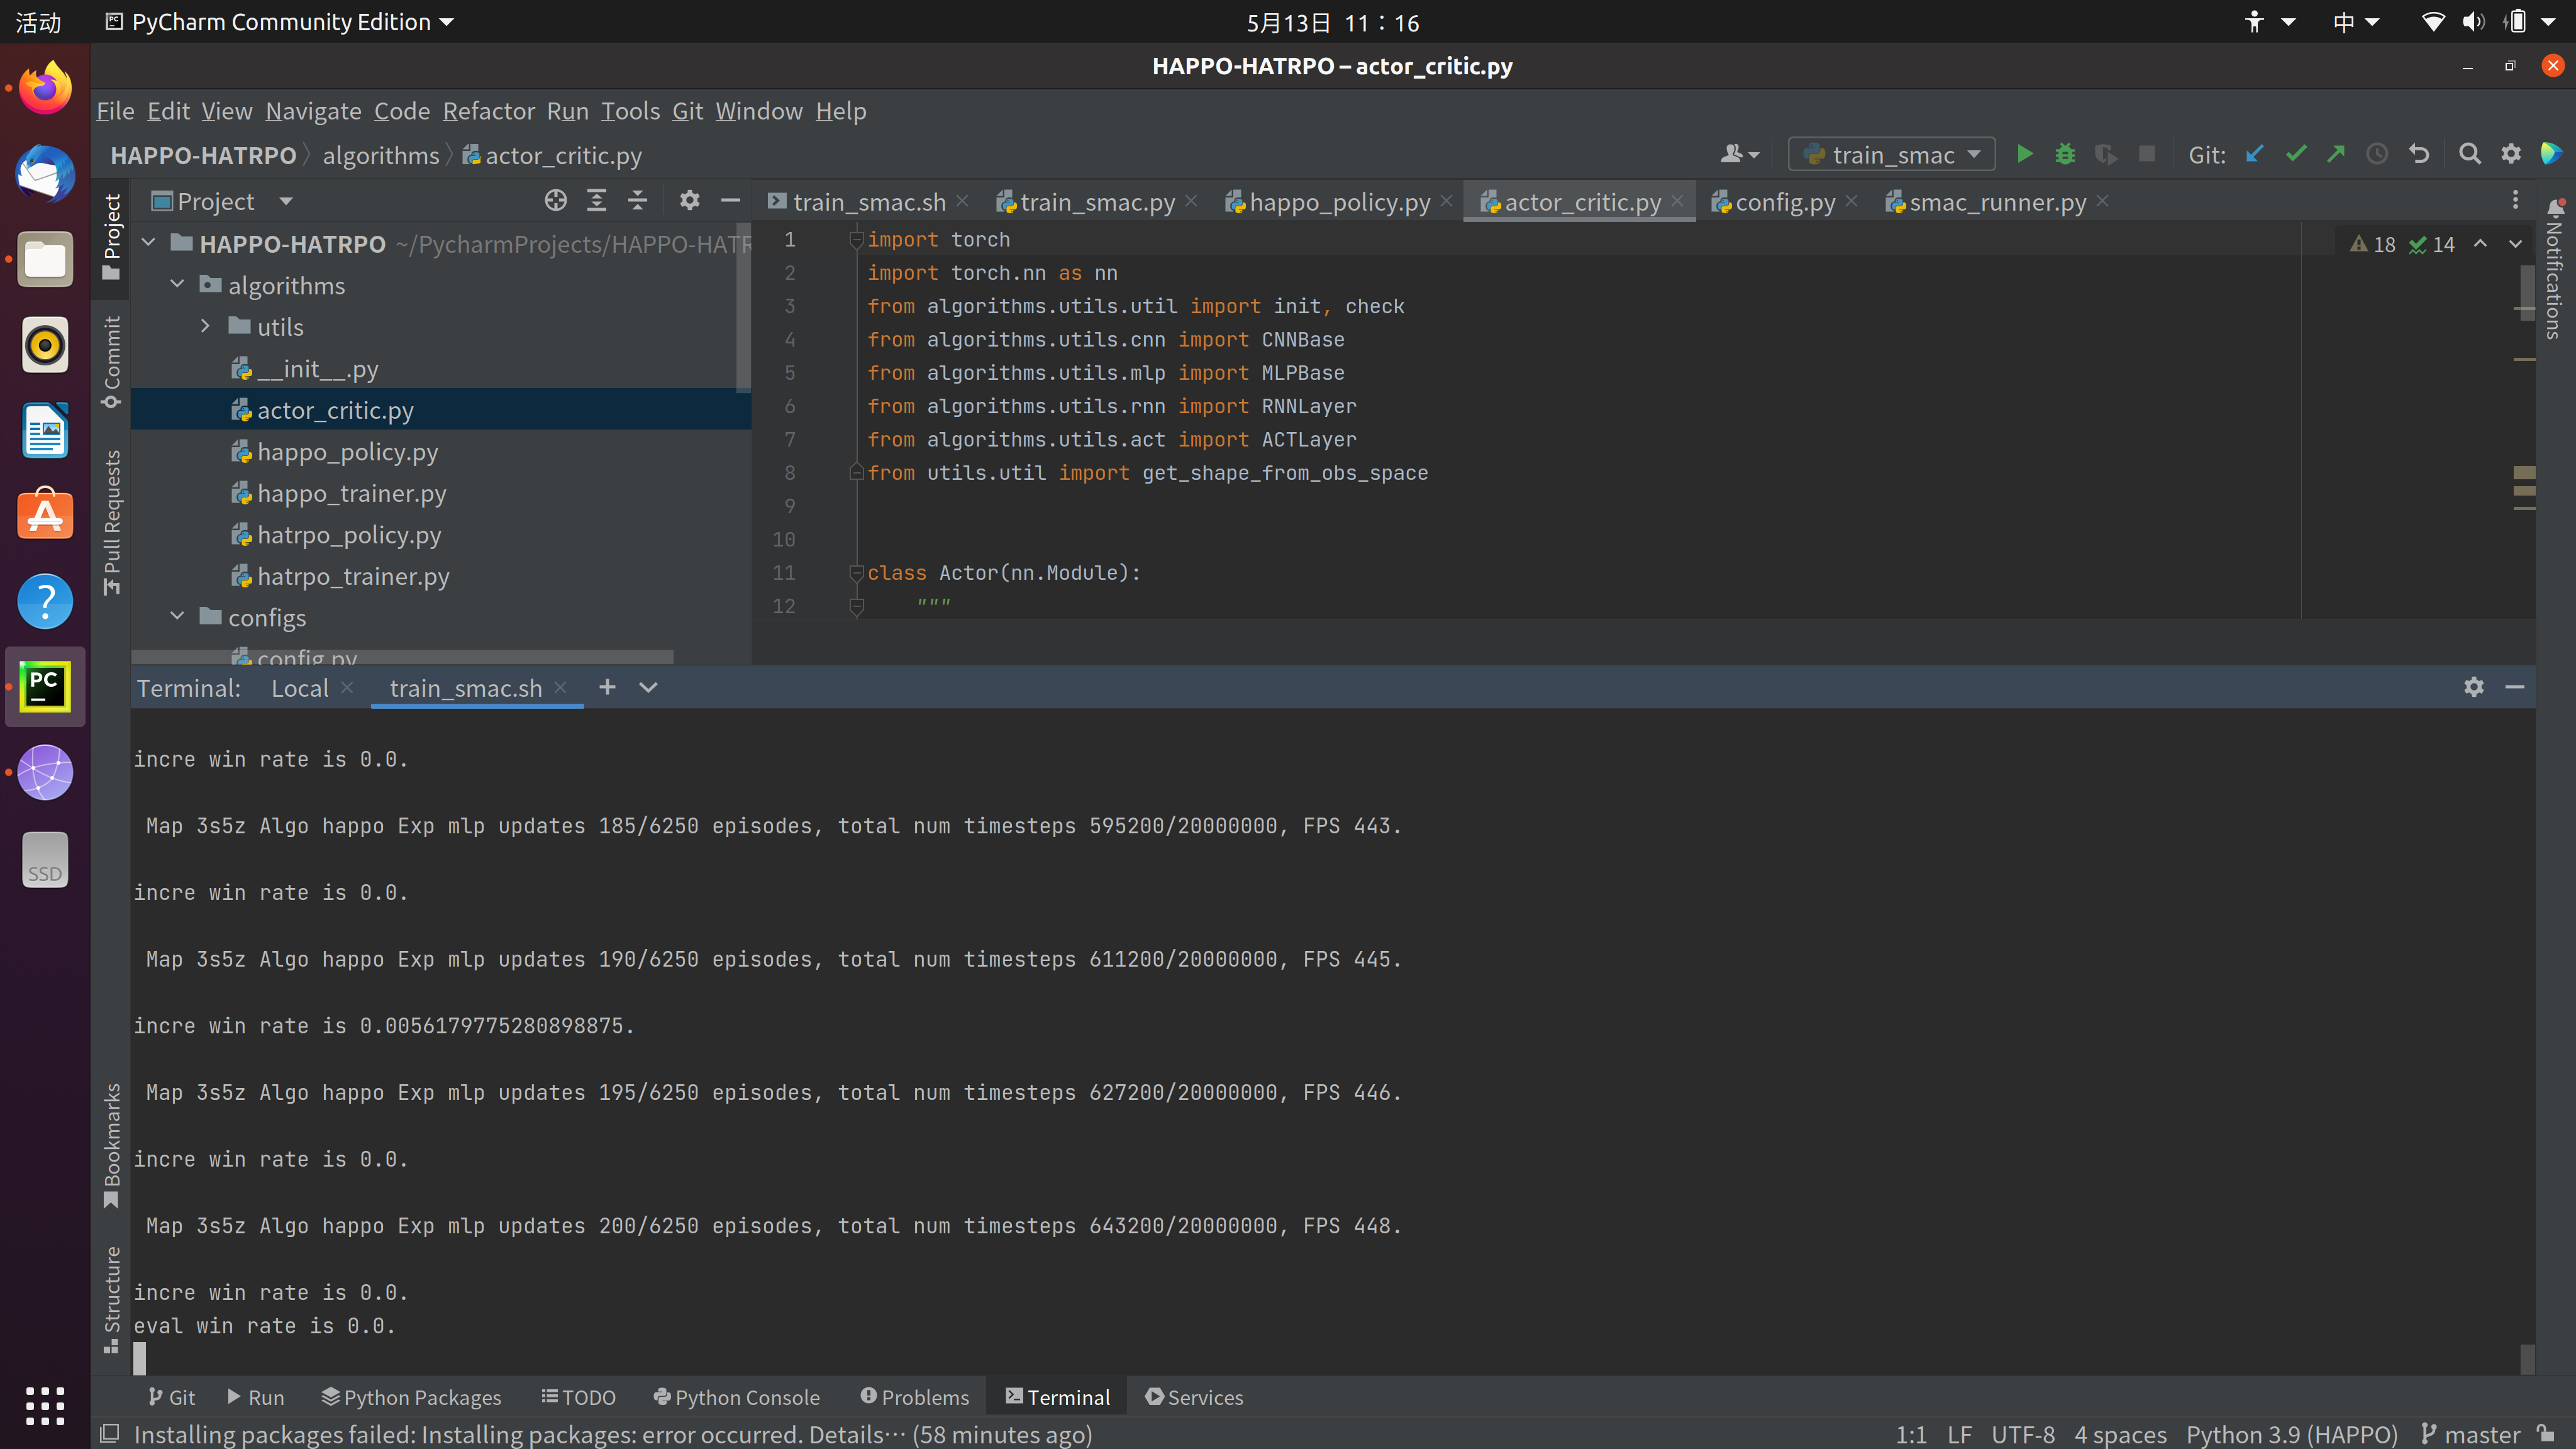 活动
PyCharm Community Edition
5月13日 11：16
中
HAPPO-HATRPO – actor_critic.py
File Edit View Navigate Code Refactor Run Tools Git Window Help
HAPPO-HATRPO algorithms actor_critic.py
train_smac
Git:
Project
train_smac.sh train_smac.py happo_policy.py actor_critic.py config.py smac_runner.py
Project
Commit
Pull Requests
Bookmarks
Structure
Notifications
HAPPO-HATRPO ~/PycharmProjects/HAPPO-HATR
algorithms
utils
__init__.py
actor_critic.py
happo_policy.py
happo_trainer.py
hatrpo_policy.py
hatrpo_trainer.py
configs
config.py
18 14
1 import torch
2 import torch.nn as nn
3 from algorithms.utils.util import init, check
4 from algorithms.utils.cnn import CNNBase
5 from algorithms.utils.mlp import MLPBase
6 from algorithms.utils.rnn import RNNLayer
7 from algorithms.utils.act import ACTLayer
8 from utils.util import get_shape_from_obs_space
9
10
11 class Actor(nn.Module):
12 """
Terminal: Local train_smac.sh
incre win rate is 0.0.
Map 3s5z Algo happo Exp mlp updates 185/6250 episodes, total num timesteps 595200/20000000, FPS 443.
incre win rate is 0.0.
Map 3s5z Algo happo Exp mlp updates 190/6250 episodes, total num timesteps 611200/20000000, FPS 445.
incre win rate is 0.0056179775280898875.
Map 3s5z Algo happo Exp mlp updates 195/6250 episodes, total num timesteps 627200/20000000, FPS 446.
incre win rate is 0.0.
Map 3s5z Algo happo Exp mlp updates 200/6250 episodes, total num timesteps 643200/20000000, FPS 448.
incre win rate is 0.0.
eval win rate is 0.0.
SSD
PC
Git Run Python Packages TODO Python Console Problems Terminal Services
Installing packages failed: Installing packages: error occurred. Details··· (58 minutes ago)
1:1 LF UTF-8 4 spaces Python 3.9 (HAPPO) master